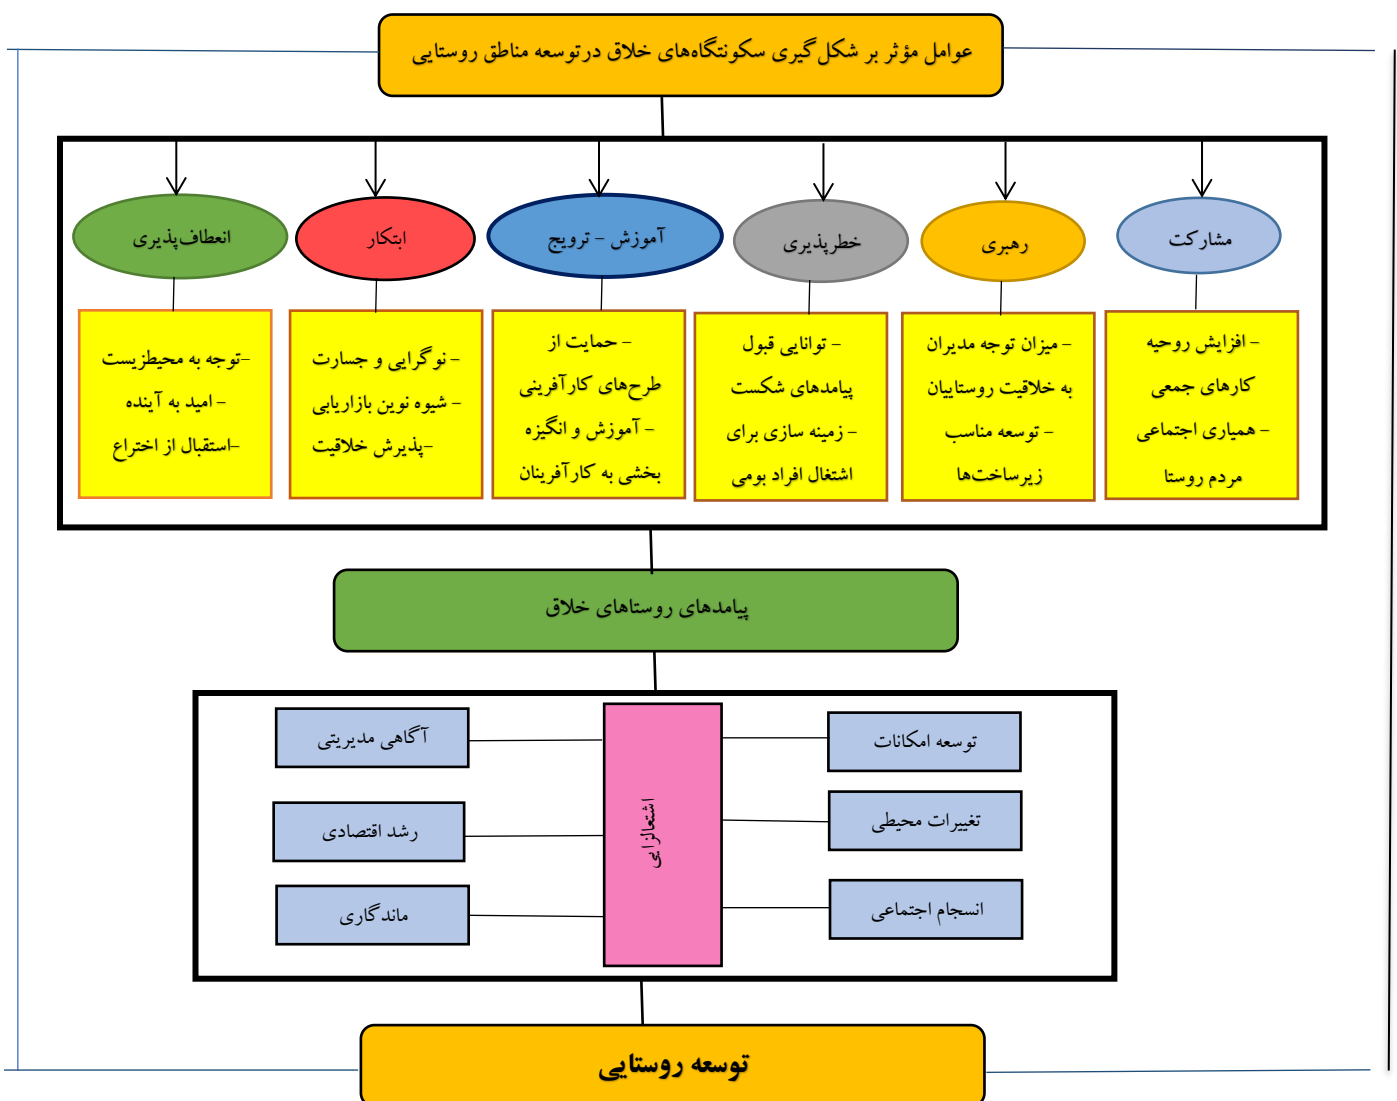 عوامل مؤثر بر شکل‌گیری سکونتگاه‌های خلاق درتوسعه مناطق روستایی
مشارکت
رهبری
خطرپذیری
آموزش – ترویج
ابتکار
انعطاف‌پذیری
– افزایش روحیه
کارهای جمعی
– همیاری اجتماعی
مردم روستا
– میزان توجه مدیران
به خلاقیت روستاییان
– توسعه مناسب
زیرساخت‌ها
– توانایی قبول
پیامدهای شکست
– زمینه سازی برای
اشتغال افراد بومی
– حمایت از
طرح‌های کارآفرینی
– آموزش و انگیزه
بخشی به کارآفرینان
– نوگرایی و جسارت
– شیوه نوین بازاریابی
–پذیرش خلاقیت
–توجه به محیطزیست
– امید به آینده
–استقبال از اختراع
پیامدهای روستاهای خلاق
توسعه امکانات
تغییرات محیطی
انسجام اجتماعی
اشتعالزایی
آگاهی مدیریتی
رشد اقتصادی
ماندگاری
توسعه روستایی